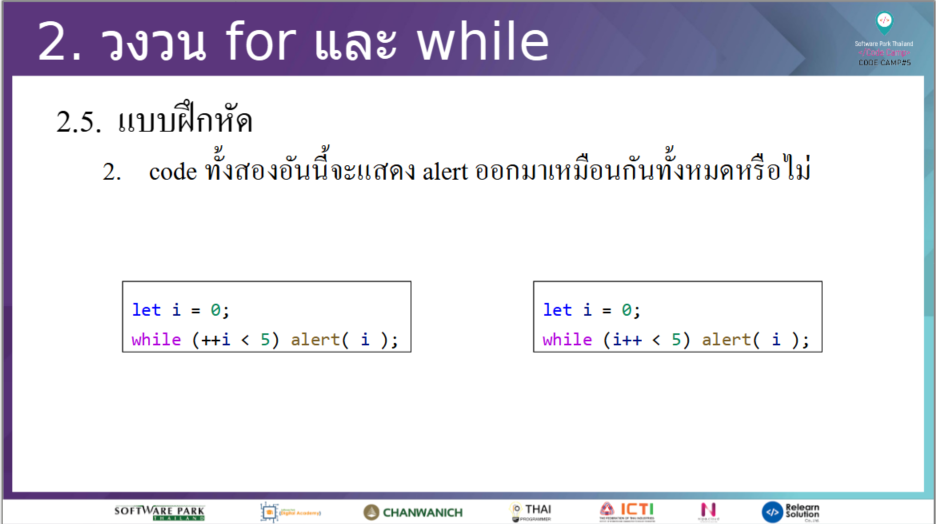 2. วงวน for และ while
</>
Software Park Thailand
CODE CAMP#5
2.5. แบบฝึกหัด
2. code ทั้งสองอันนี้จะแสดง alert ออกมาเหมือนกันทั้งหมดหรือไม่
let i = 0;
while (++i < 5) alert( i );
let i = 0;
while (i++ < 5) alert( i );
SOFTWARE PARK
THAILAND
CHANWANICH
THAI
PROGRAMMER
ICTI
N
</>
Relearn
Solution
Co.,Ltd